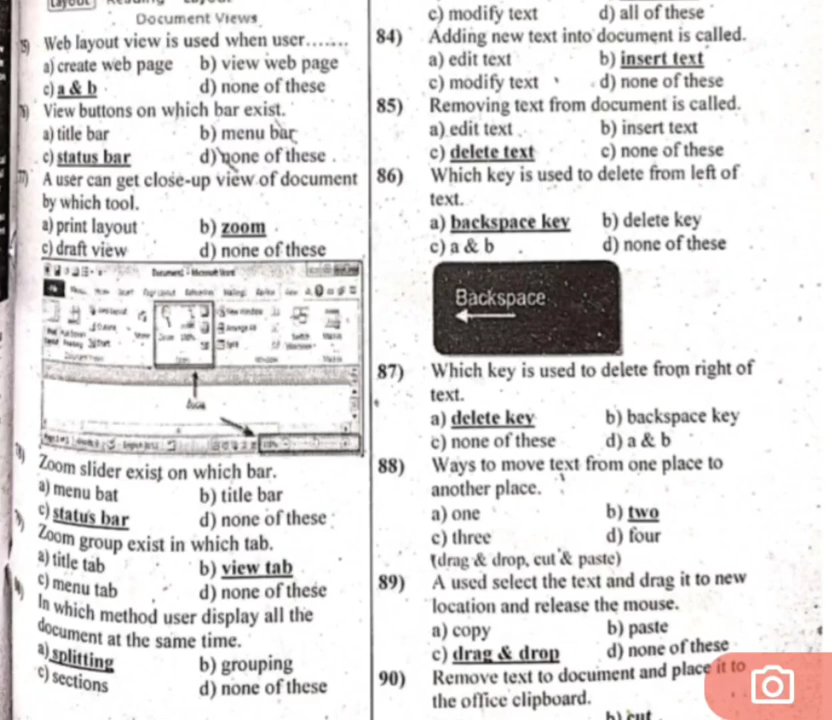 Document Views
Web layout view is used when user.......
a) create web page b) view web page
c) a & b d) none of these
View buttons on which bar exist.
a) title bar b) menu bar
c) status bar d) none of these
A user can get close-up view of document
by which tool.
a) print layout b) zoom
c) draft view d) none of these
Zoom slider exist on which bar.
a) menu bat b) title bar
c) status bar d) none of these
Zoom group exist in which tab.
a) title tab b) view tab
c) menu tab d) none of these
In which method user display all the
document at the same time.
a) splitting b) grouping
c) sections d) none of these
c) modify text d) all of these
84) Adding new text into document is called.
a) edit text b) insert text
c) modify text d) none of these
85) Removing text from document is called.
a) edit text b) insert text
c) delete text c) none of these
86) Which key is used to delete from left of
text.
a) backspace key b) delete key
c) a & b d) none of these
Backspace
87) Which key is used to delete from right of
text.
a) delete key b) backspace key
c) none of these d) a & b
88) Ways to move text from one place to
another place.
a) one b) two
c) three d) four
(drag & drop, cut & paste)
89) A used select the text and drag it to new
location and release the mouse.
a) copy b) paste
c) drag & drop d) none of these
90) Remove text to document and place it to
the office clipboard.
b) cut